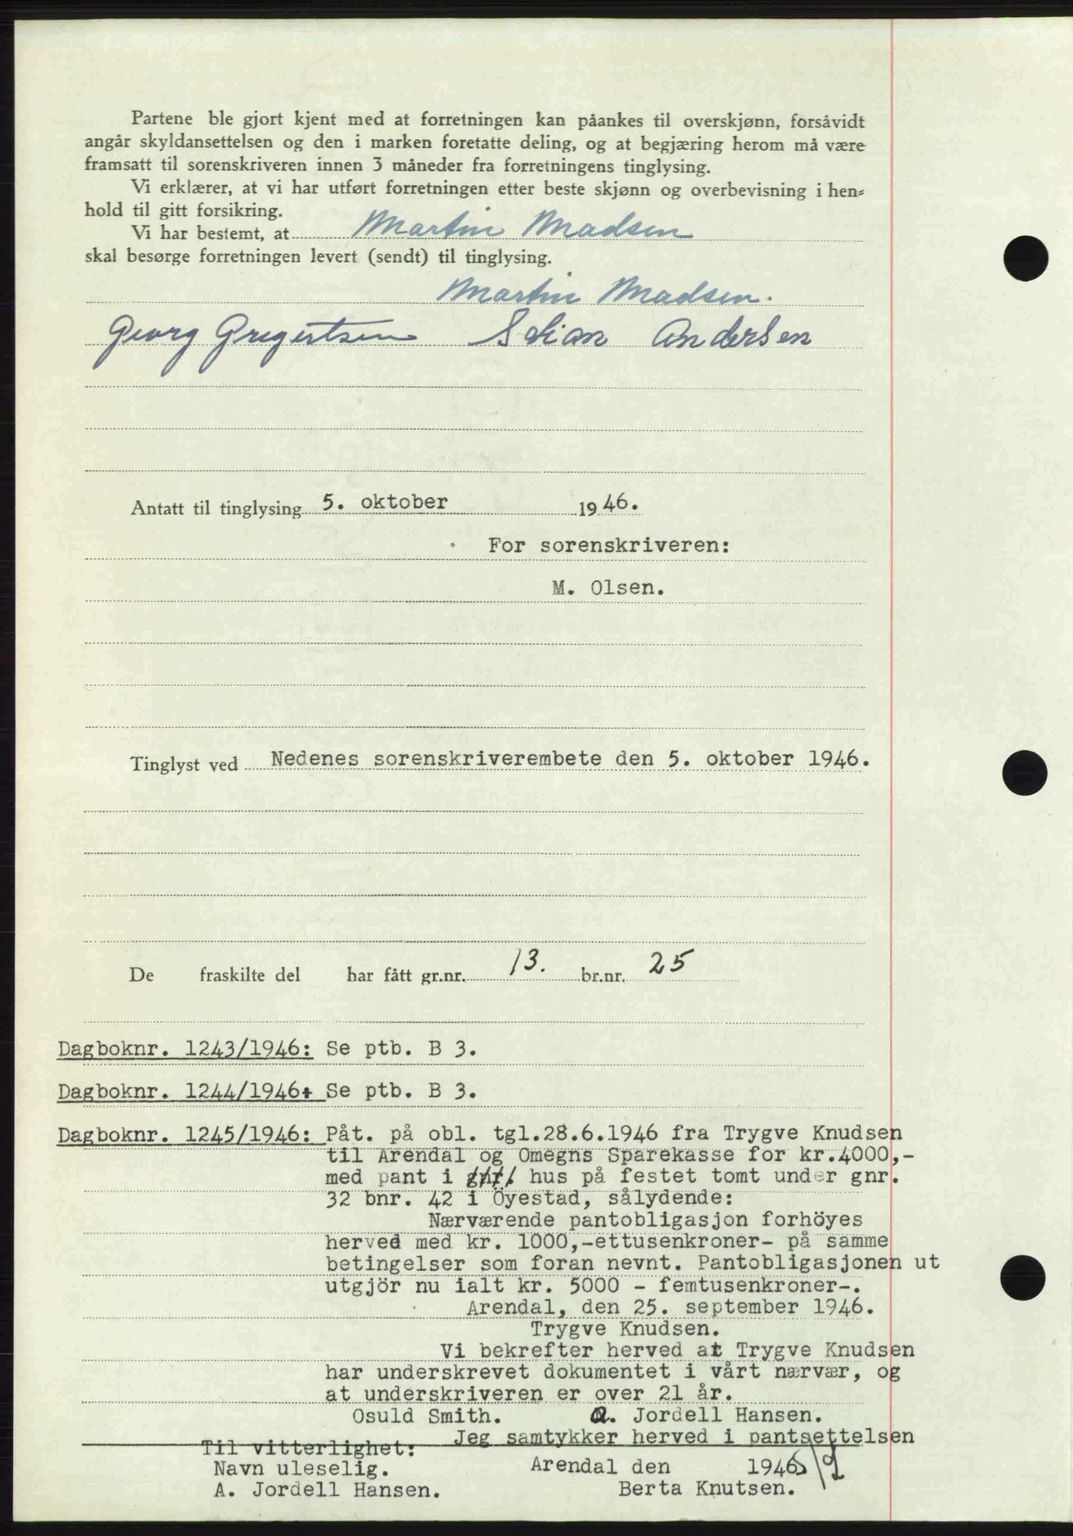 Partene ble gjort kjent med at forretningen kan påankes til overskjønn, forsåvidt
angår skyldansettelsen og den i marken foretatte deling, og at begjæring herom må være
framsatt til sorenskriveren innen 3 måneder fra forretningens tinglysing.
Vi erklærer, at vi har utført forretningen etter beste skjønn og overbevisning i hen=
hold til gitt forsikring.
Vi har bestemt, at Martin Madsen
skal besørge forretningen levert (sendt) til tinglysing.
Martin Madsen.
Georg Gregertsen Andersen
Antatt til tinglysing 5. oktober 1946.
For sorenskriveren:
M. Olsen.
Tinglyst ved Nedenes sorenskriverembete den 5. oktober 1946.
De fraskilte del har fått gr.nr. 13. br.nr. 25
Dagboknr. 1243/1946: Se ptb. B 3.
Dagboknr. 1244/1946+ Se ptb. B 3.
Dagboknr. 1245/1946: Påt. på obl. tgl.28.6.1946 fra Trygve Knudsen
til Arendal og Omegns Sparekasse for kr.4000,-
med pant i hus på festet tomt under gnr.
32 bnr. 42 i Öyestad, sålydende:
Nærværende pantobligasjon forhöyes
herved med kr. 1000,-ettusenkroner- på samme
betingelser som foran nevnt. Pantobligasjonen ut
utgjör nu ialt kr. 5000 - femtusenkroner-.
Arendal, den 25. september 1946.
Trygve Knudsen.
Vi bekrefter herved at Trygve Knudsen
har underskrevet dokumentet i vårt nærvær, og
at underskriveren er over 21 år.
Osuld Smith. A. Jordell Hansen.
Jeg samtykker herved i pantsettelsen
Til vitterlighet:
Navn uleselig. Arendal den 1946
A. Jordell Hansen. Berta Knutsen.